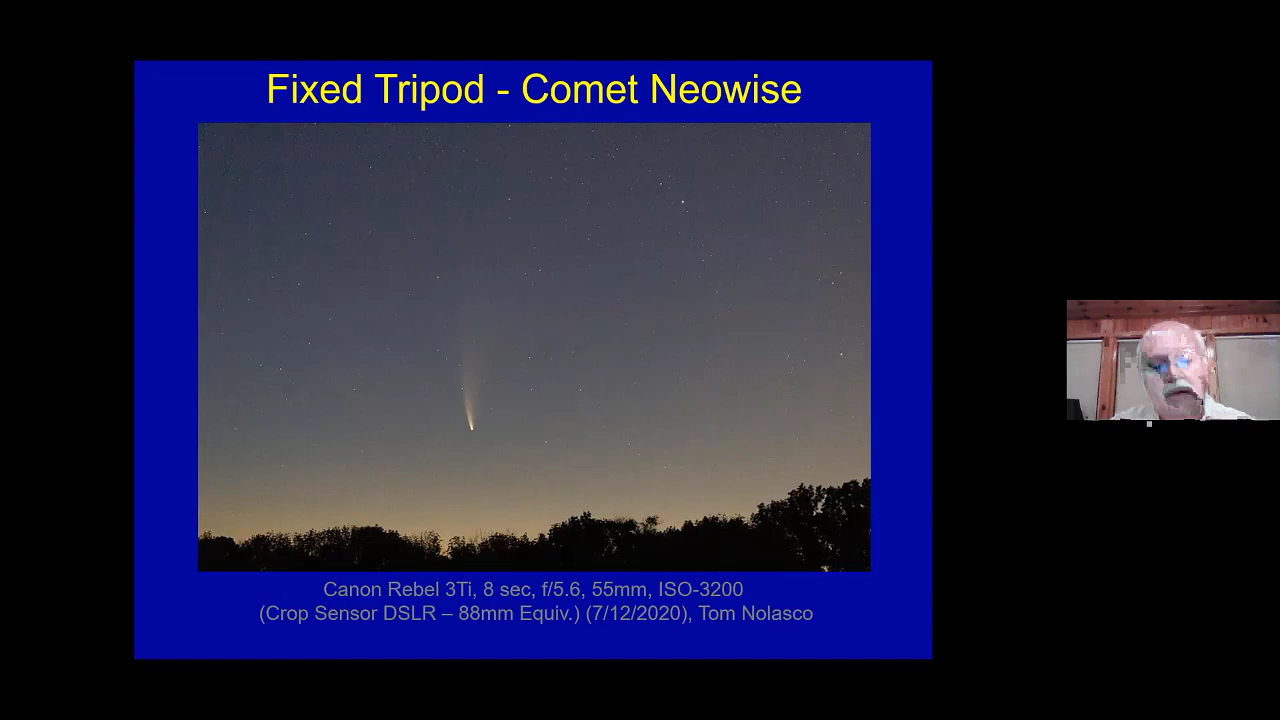 Fixed Tripod - Comet Neowise
Canon Rebel 3Ti, 8 sec, f/5.6, 55mm, ISO-3200
(Crop Sensor DSLR – 88mm Equiv.) (7/12/2020), Tom Nolasco